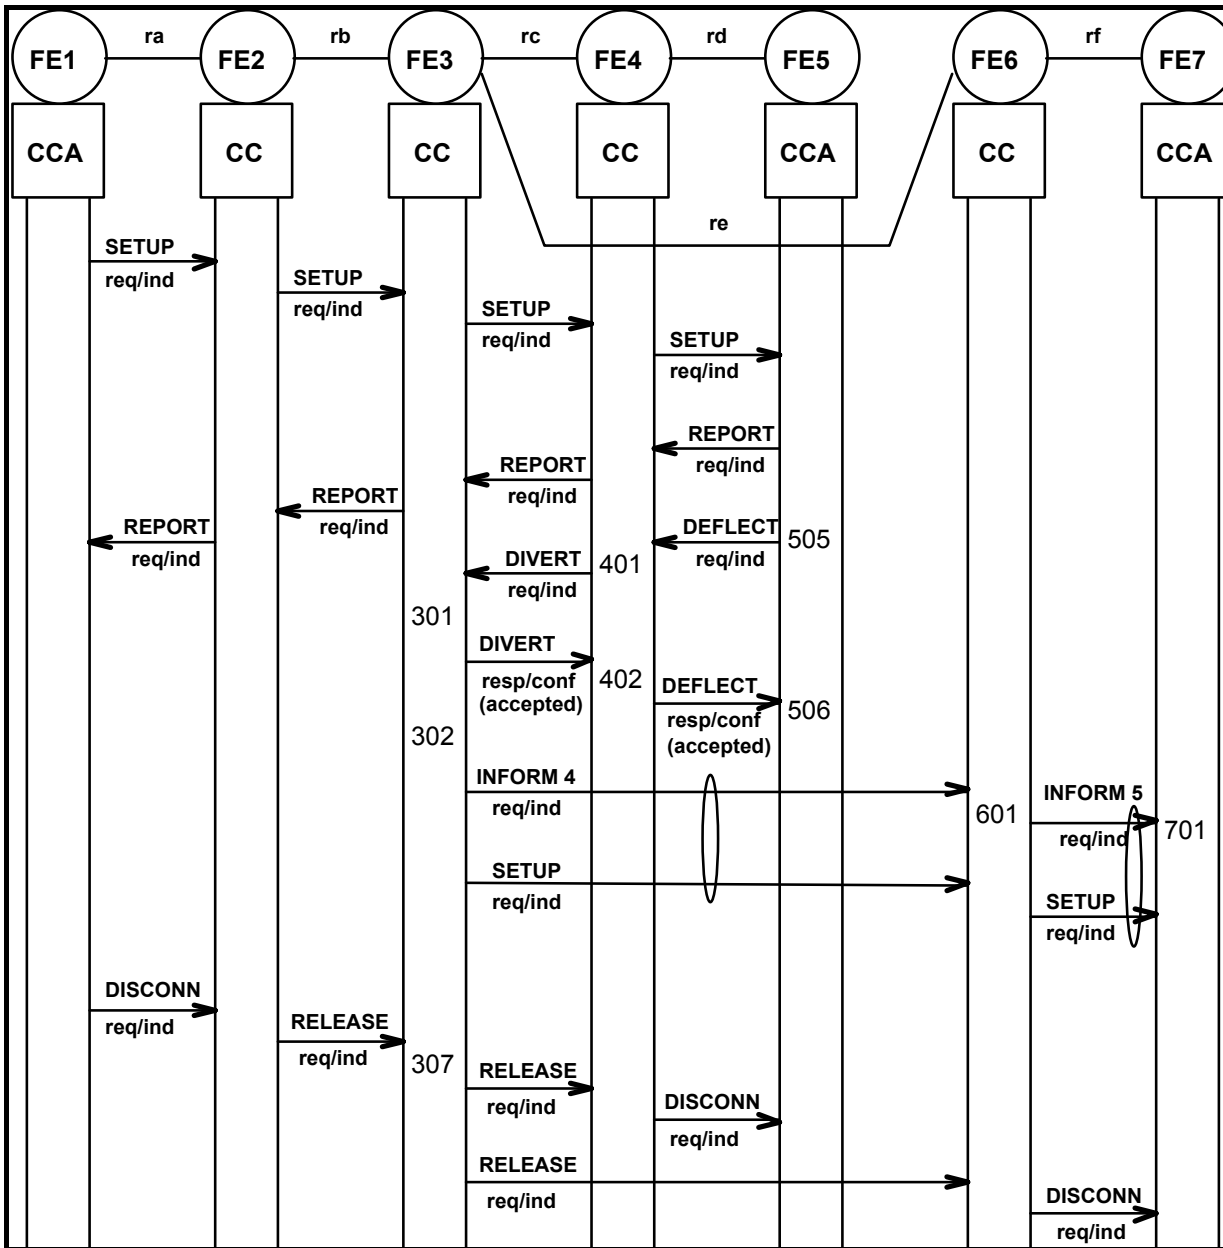 FE1 ra FE2 rb FE3 rc FE4 rd FE5 FE6 rf FE7
CCA CC CC CC CCA CC CCA
re
SETUP
req/ind
SETUP
req/ind
SETUP
req/ind
SETUP
req/ind
REPORT
req/ind
REPORT
req/ind
REPORT
req/ind
REPORT
req/ind
DEFLECT 505
req/ind
DIVERT 401
req/ind
301
DIVERT
resp/conf 402
(accepted)
DEFLECT 506
resp/conf
(accepted)
302
INFORM 4
req/ind
601
INFORM 5
req/ind 701
SETUP
req/ind
SETUP
req/ind
DISCONN
req/ind
RELEASE
req/ind
307
RELEASE
req/ind
DISCONN
req/ind
RELEASE
req/ind
DISCONN
req/ind